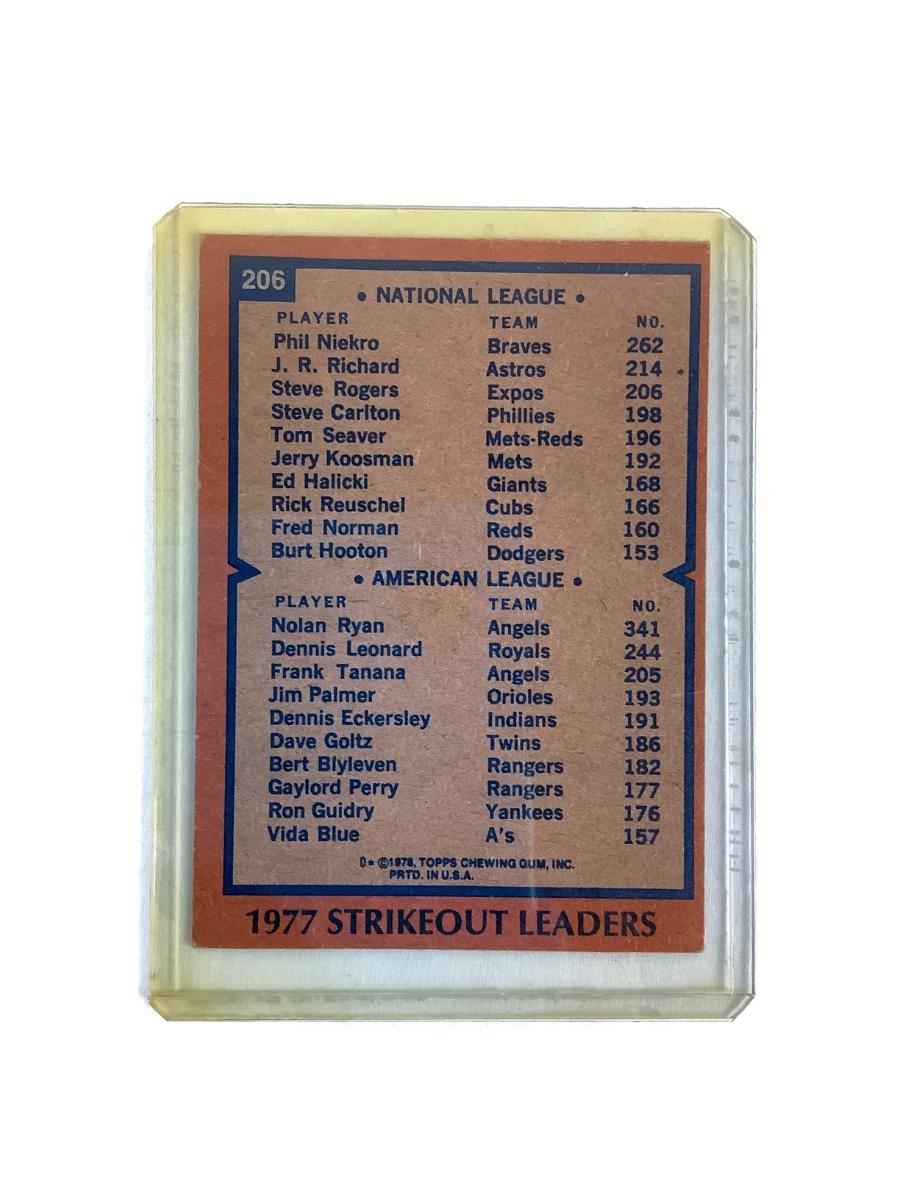 206
• NATIONAL LEAGUE •
PLAYER TEAM NO.
Phil Niekro Braves 262
J. R. Richard Astros 214
Steve Rogers Expos 206
Steve Carlton Phillies 198
Tom Seaver Mets-Reds 196
Jerry Koosman Mets 192
Ed Halicki Giants 168
Rick Reuschel Cubs 166
Fred Norman Reds 160
Burt Hooton Dodgers 153
• AMERICAN LEAGUE •
PLAYER TEAM NO.
Nolan Ryan Angels 341
Dennis Leonard Royals 244
Frank Tanana Angels 205
Jim Palmer Orioles 193
Dennis Eckersley Indians 191
Dave Goltz Twins 186
Bert Blyleven Rangers 182
Gaylord Perry Rangers 177
Ron Guidry Yankees 176
Vida Blue A's 157
D* ©1978, TOPPS CHEWING GUM, INC.
PRTD. IN U.S.A.
1977 STRIKEOUT LEADERS